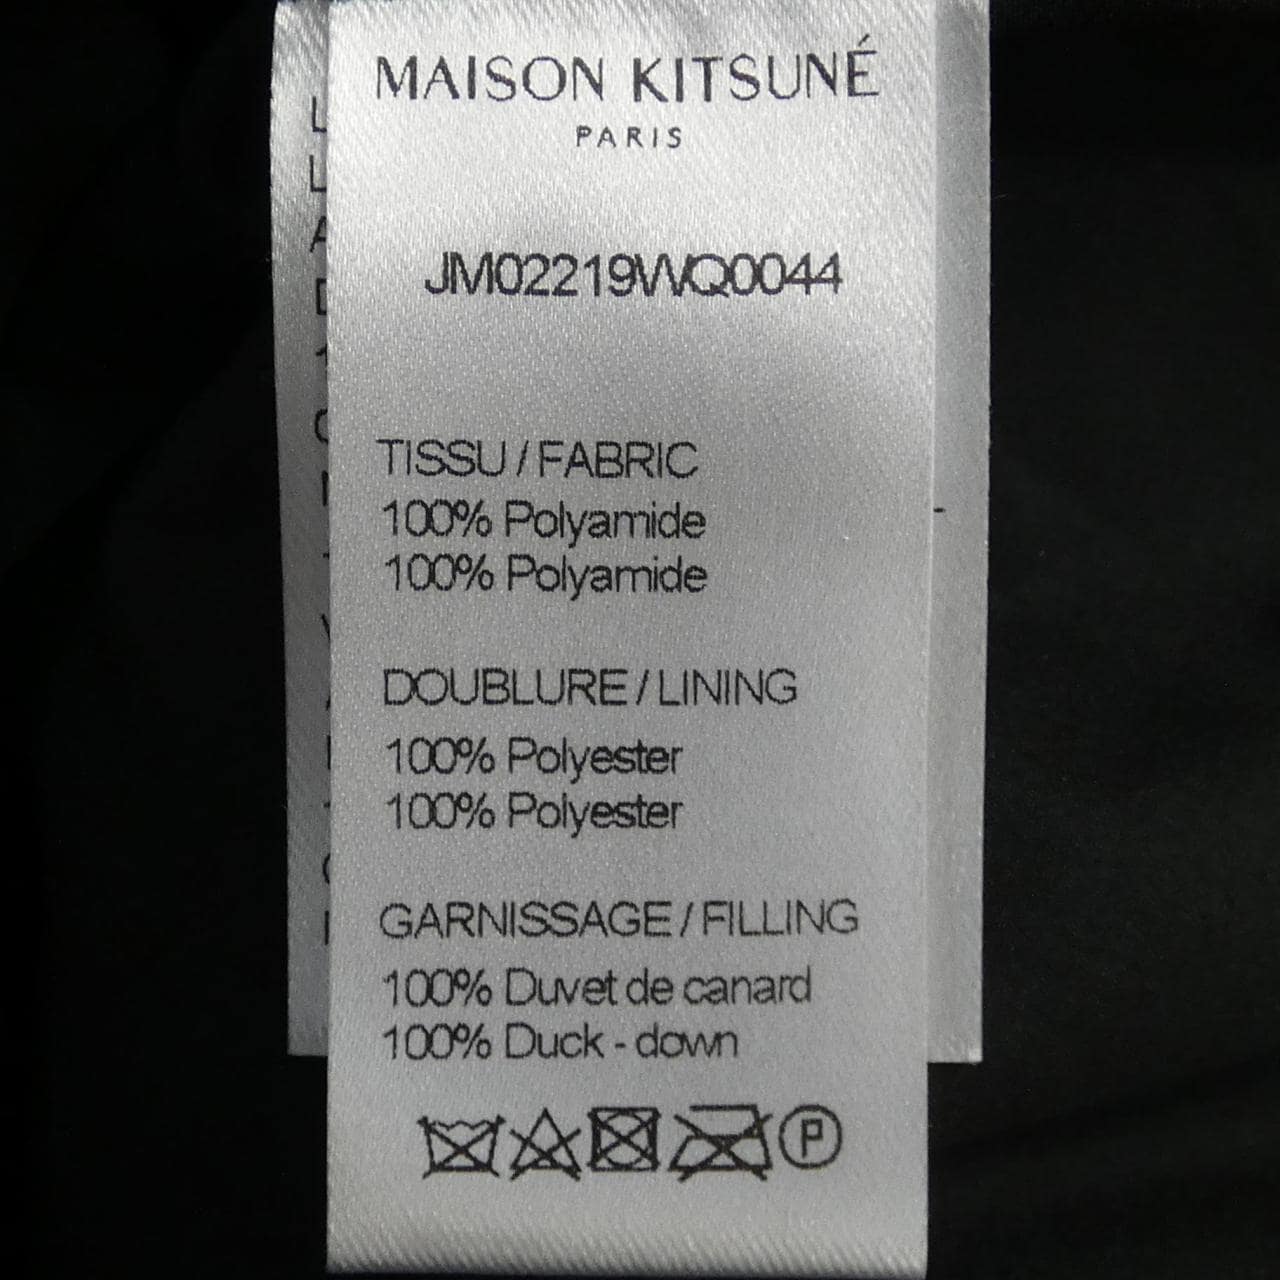 MAISON KITSUNÉ
PARIS
JM02219WQ0044
TISSU / FABRIC
100% Polyamide
100% Polyamide
DOUBLURE / LINING
100% Polyester
100% Polyester
GARNISSAGE / FILLING
100% Duvet de canard
100% Duck - down
P